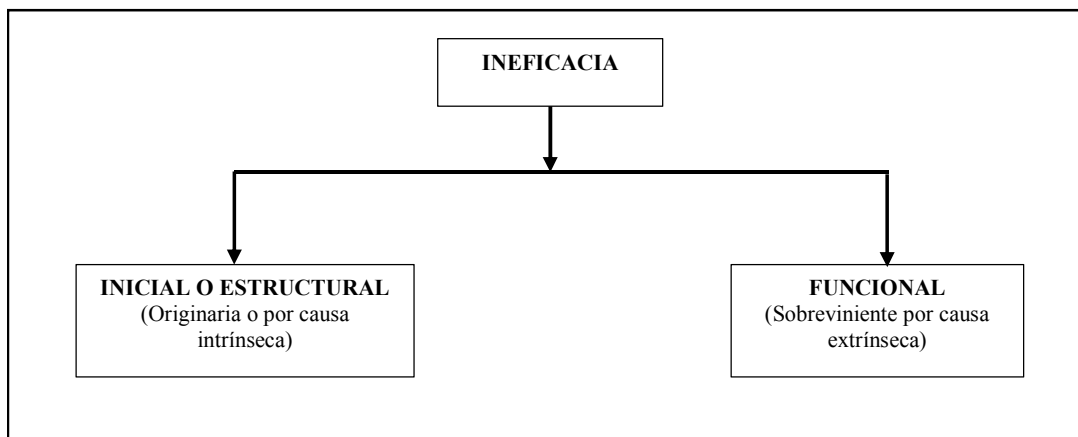 INEFICACIA
INICIAL O ESTRUCTURAL
(Originaria o por causa
intrínseca)
FUNCIONAL
(Sobreviniente por causa
extrínseca)